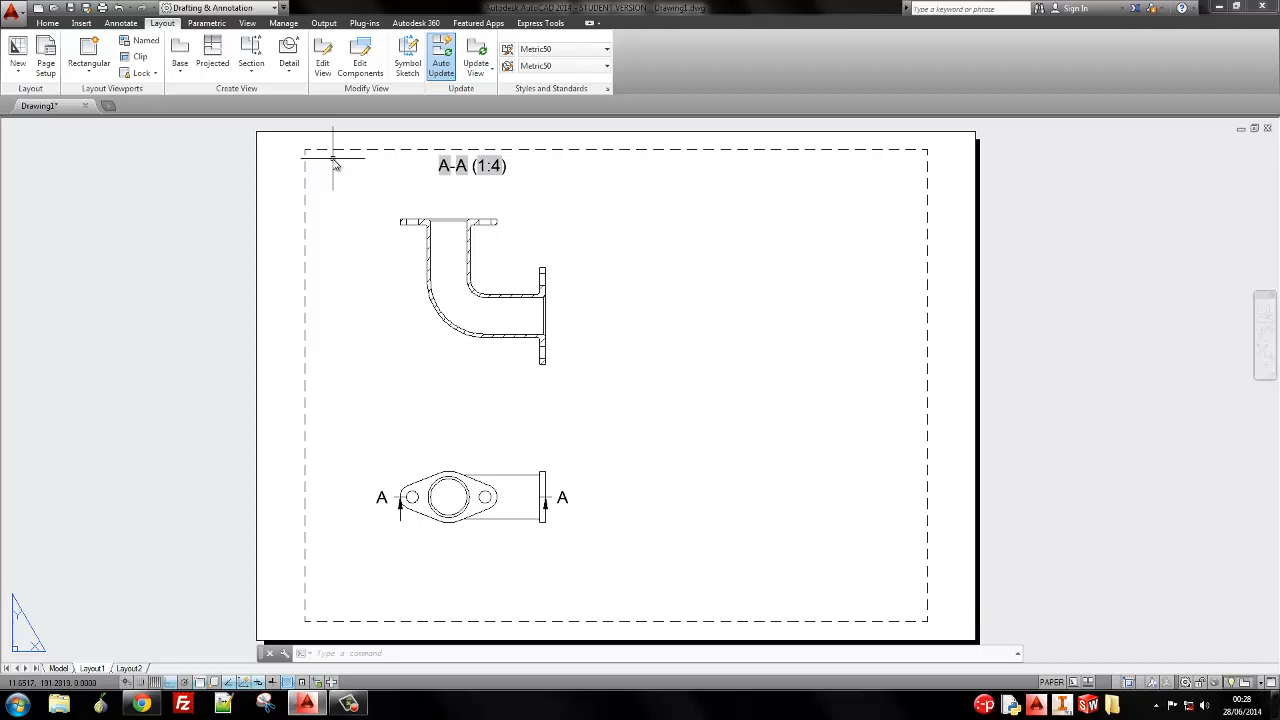 Drafting & Annotation
Autodesk AutoCAD 2014 - STUDENT VERSION Drawing1.dwg
Type a keyword or phrase
Sign In
Home Insert Annotate Layout Parametric View Manage Output Plug-ins Autodesk 360 Featured Apps Express Tools
New
Page Setup
Rectangular
Named
Clip
Lock
Base
Projected
Section
Detail
Edit View
Edit Components
Symbol Sketch
Auto Update
Update View
Metric50
Metric50
Layout
Layout Viewports
Create View
Modify View
Update
Styles and Standards
Drawing1*
A-A (1:4)
A
A
Y
X
Type a command
Model Layout1 Layout2
PAPER
00:28
28/06/2014